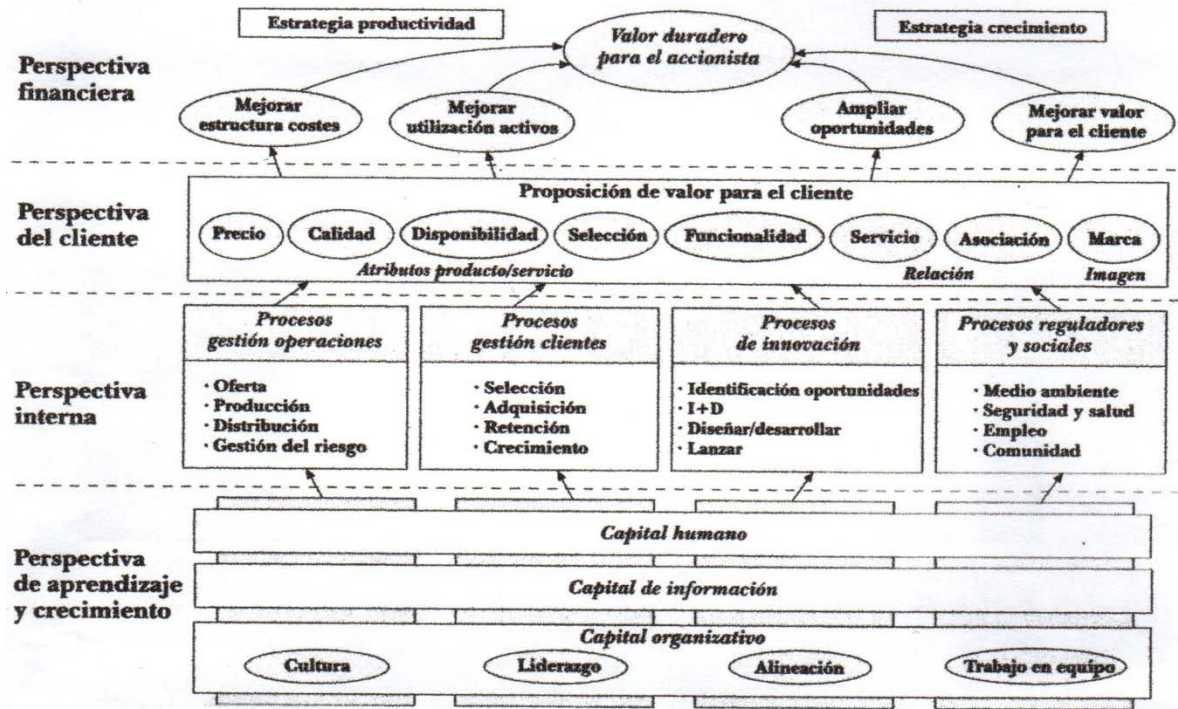 Estrategia productividad
Estrategia crecimiento
Valor duradero
para el accionista
Perspectiva
financiera
Mejorar
estructura costes
Mejorar
utilización activos
Ampliar
oportunidades
Mejorar valor
para el cliente
Perspectiva
del cliente
Proposición de valor para el cliente
Precio
Calidad
Disponibilidad
Selección
Funcionalidad
Servicio
Asociación
Marca
Atributos producto/servicio
Relación
Imagen
Perspectiva
interna
Procesos
gestión operaciones
· Oferta
· Producción
· Distribución
· Gestión del riesgo
Procesos
gestión clientes
· Selección
· Adquisición
· Retención
· Crecimiento
Procesos
de innovación
· Identificación oportunidades
· I+D
· Diseñar/desarrollar
· Lanzar
Procesos reguladores
y sociales
· Medio ambiente
· Seguridad y salud
· Empleo
· Comunidad
Perspectiva
de aprendizaje
y crecimiento
Capital humano
Capital de información
Capital organizativo
Cultura
Liderazgo
Alineación
Trabajo en equipo